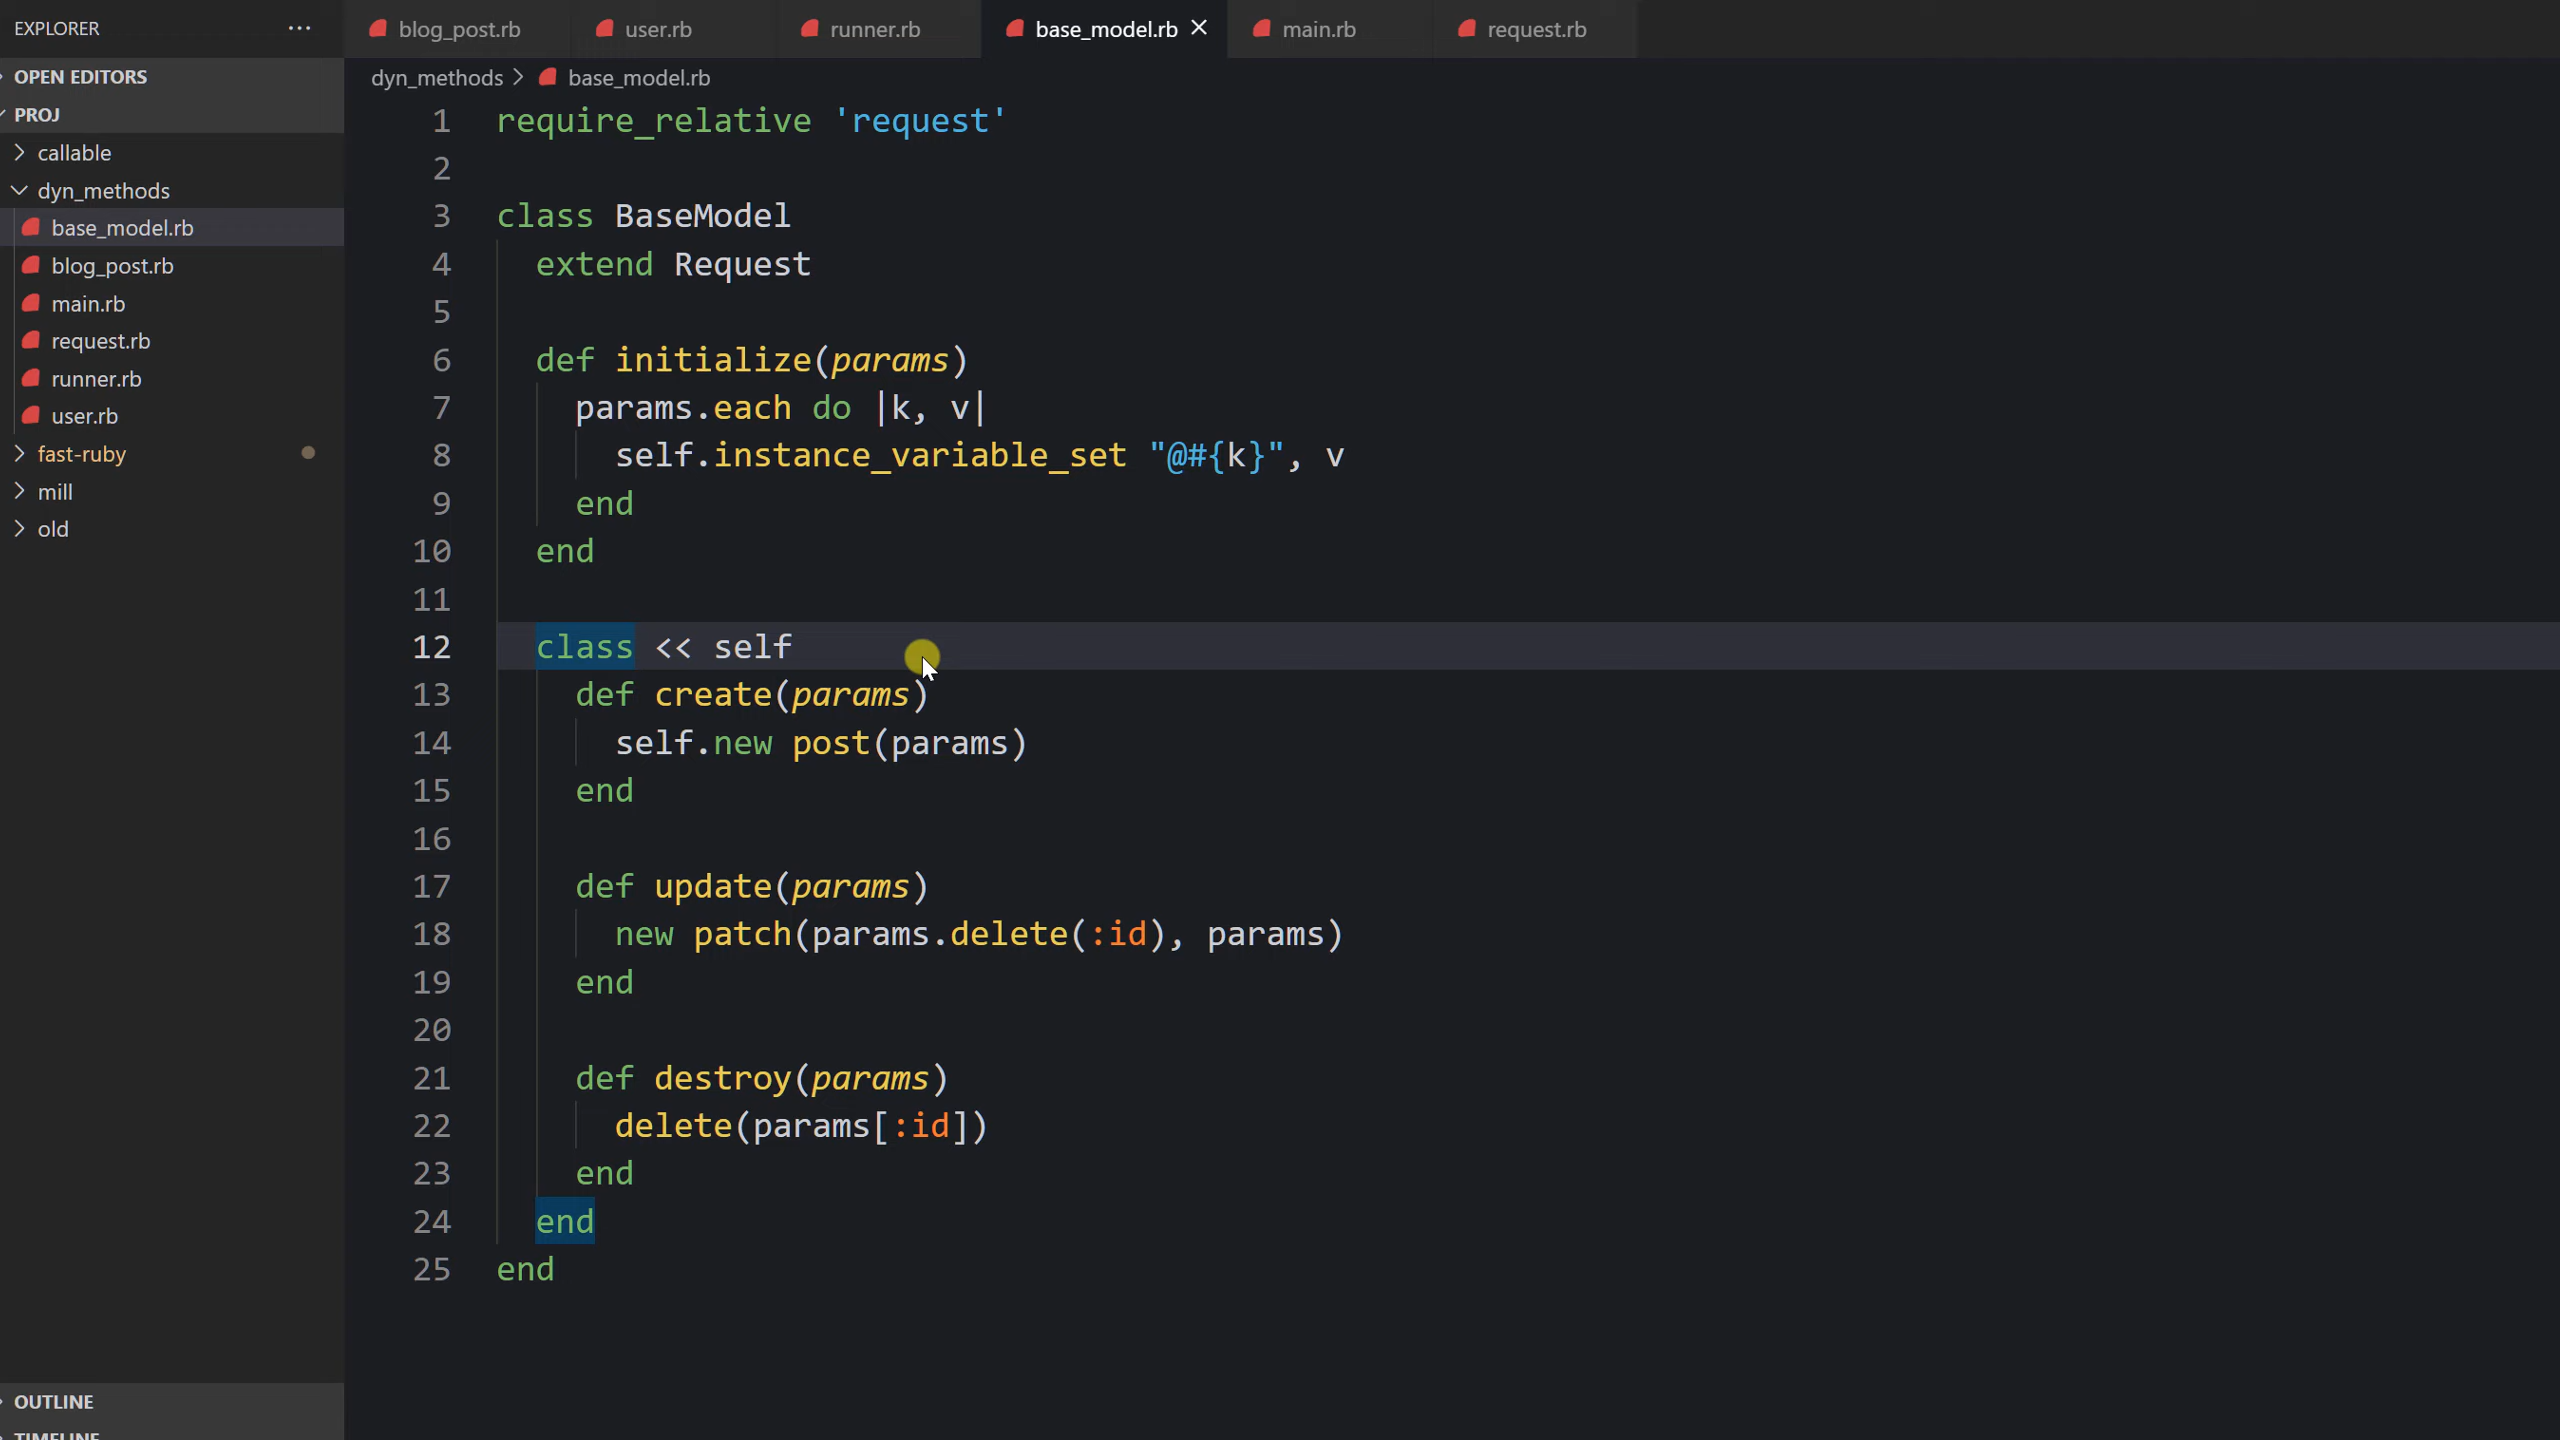 EXPLORER
OPEN EDITORS
PROJ
callable
dyn_methods
base_model.rb
blog_post.rb
main.rb
request.rb
runner.rb
user.rb
fast-ruby
mill
old
OUTLINE
TIMELINE
blog_post.rb user.rb runner.rb base_model.rb main.rb request.rb
dyn_methods > base_model.rb
1 require_relative 'request'
2
3 class BaseModel
4   extend Request
5
6   def initialize(params)
7     params.each do |k, v|
8       self.instance_variable_set "@#{k}", v
9     end
10   end
11
12   class << self
13     def create(params)
14       self.new post(params)
15     end
16
17     def update(params)
18       new patch(params.delete(:id), params)
19     end
20
21     def destroy(params)
22       delete(params[:id])
23     end
24   end
25 end